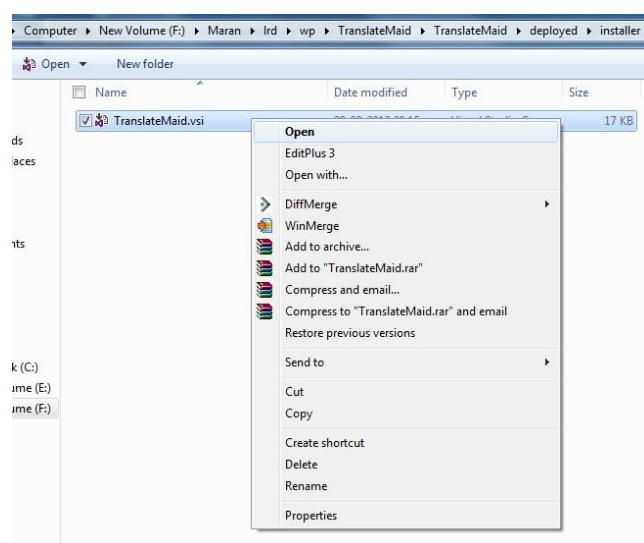 Computer ▸ New Volume (F:) ▸ Maran ▸ lrd ▸ wp ▸ TranslateMaid ▸ TranslateMaid ▸ deployed ▸ installer
Open New folder
Name Date modified Type Size
TranslateMaid.vsi 17 KB
ds
laces
nts
k (C:)
ume (E:)
ume (F:)
Open
EditPlus 3
Open with...
DiffMerge
WinMerge
Add to archive...
Add to "TranslateMaid.rar"
Compress and email...
Compress to "TranslateMaid.rar" and email
Restore previous versions
Send to
Cut
Copy
Create shortcut
Delete
Rename
Properties